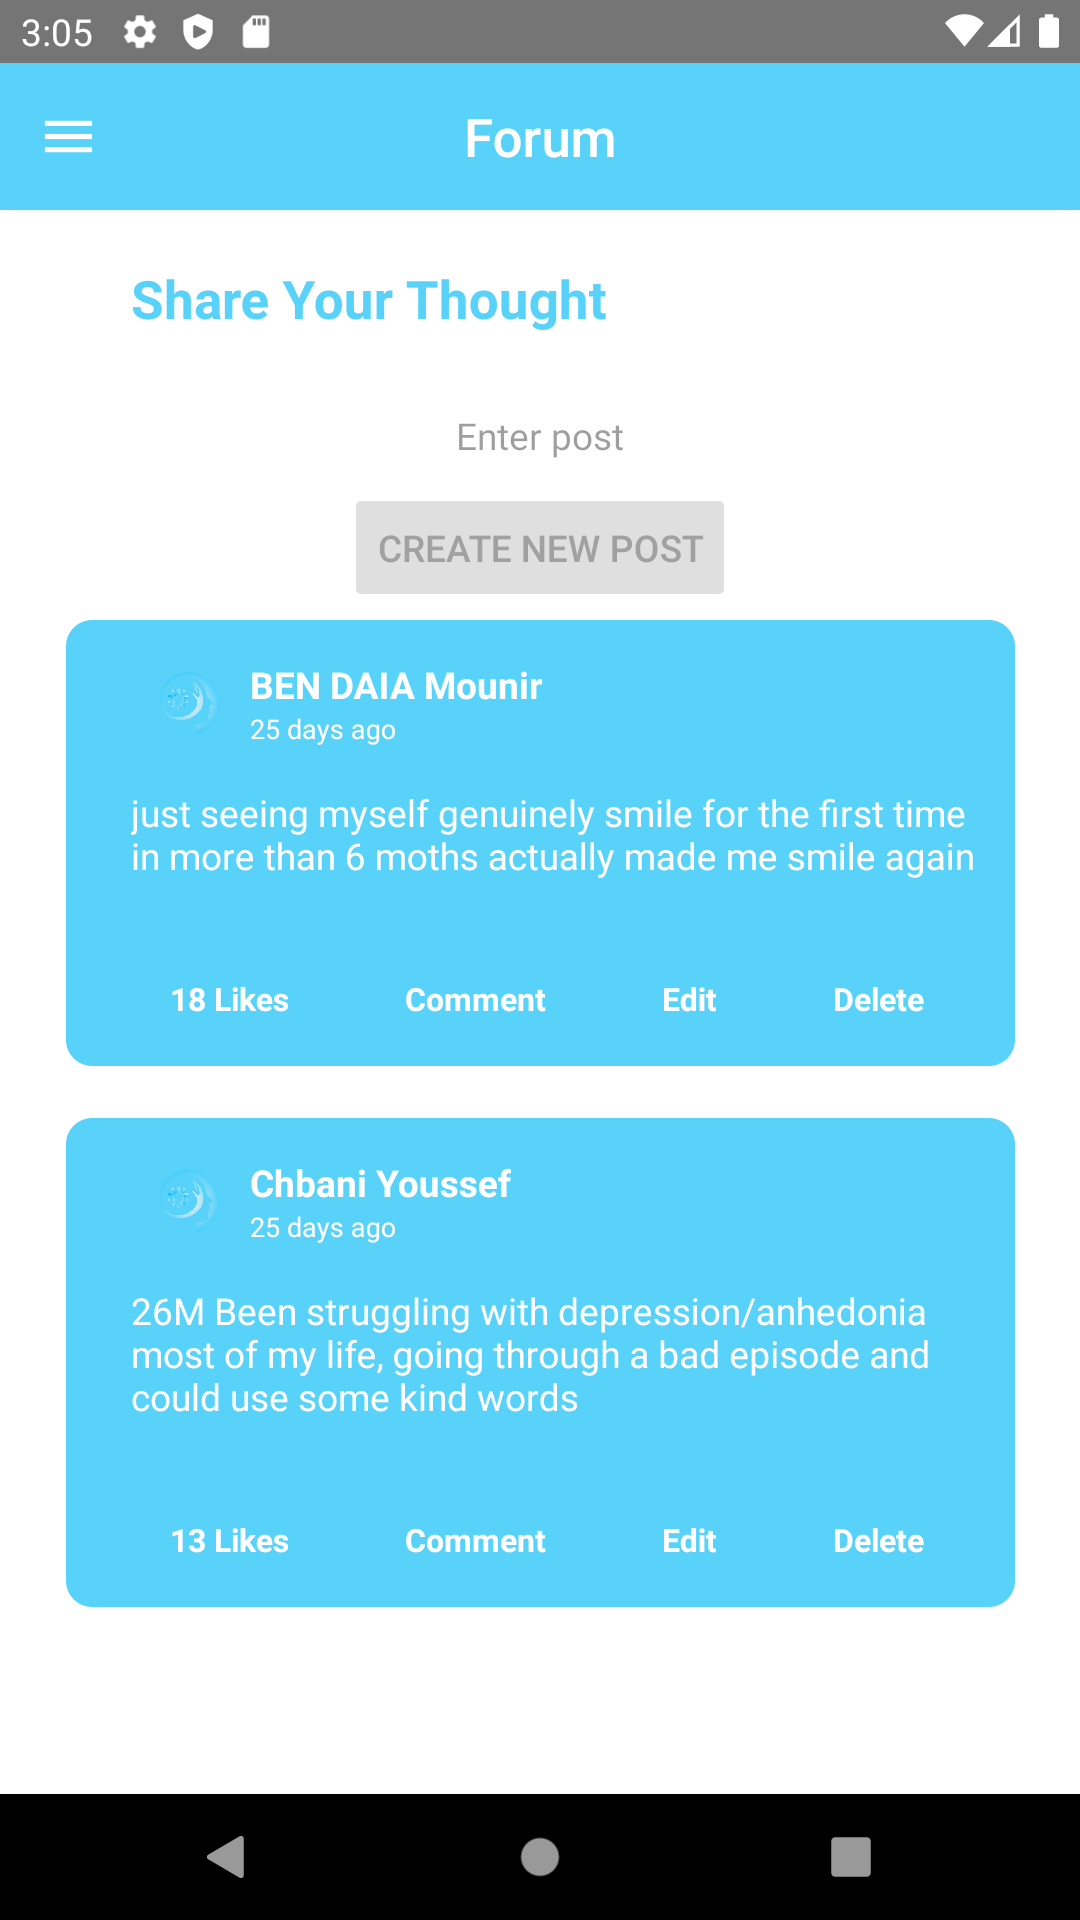 3:05
Forum
Share Your Thought
Enter post
CREATE NEW POST
BEN DAIA Mounir
25 days ago
just seeing myself genuinely smile for the first time
in more than 6 moths actually made me smile again
18 Likes Comment Edit Delete
Chbani Youssef
25 days ago
26M Been struggling with depression/anhedonia
most of my life, going through a bad episode and
could use some kind words
13 Likes Comment Edit Delete